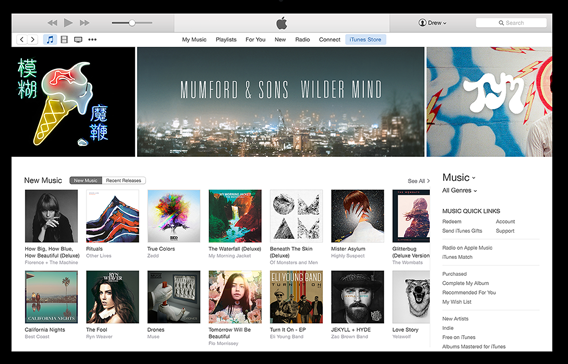 Drew
Search
My Music
Playlists
For You
New
Radio
Connect
iTunes Store
模
糊
魔
鞭
MUMFORD & SONS WILDER MIND
New Music
New Music
Recent Releases
See All >
How Big, How Blue,
How Beautiful (Deluxe)
Florence + The Machine
Rituals
Other Lives
True Colors
Zedd
The Waterfall (Deluxe)
My Morning Jacket
Beneath The Skin
(Deluxe)
Of Monsters and Men
Mister Asylum
Highly Suspect
Glitterbug
(Deluxe Version)
The Wombats
CALIFORNIA NIGHTS
California Nights
Best Coast
RYN WEAVER
The Fool
Ryn Weaver
Drones
Muse
Tomorrow Will Be
Beautiful
Flo Morrissey
ELI YOUNG BAND
TURN IT ON
Turn It On - EP
Eli Young Band
JEKYLL + HYDE
Zac Brown Band
Love Story
Yelawolf
Music
All Genres
MUSIC QUICK LINKS
Redeem
Account
Send iTunes Gifts
Support
Radio on Apple Music
iTunes Match
Purchased
Complete My Album
Recommended For You
My Wish List
New Artists
Indie
Free on iTunes
Albums Mastered for iTunes